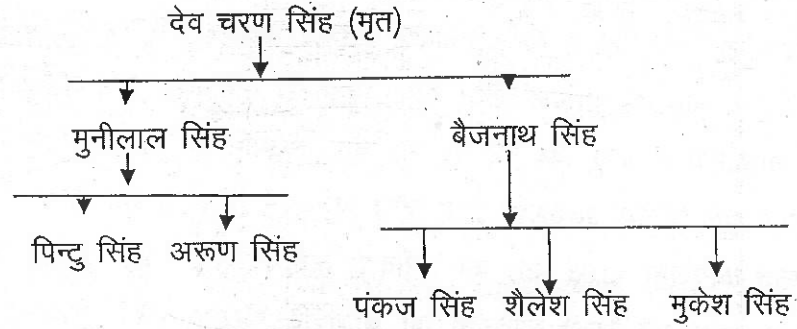 देव चरण सिंह (मृत)
मुनीलाल सिंह बैजनाथ सिंह
पिन्टु सिंह अरूण सिंह
पंकज सिंह शैलेश सिंह मुकेश सिंह